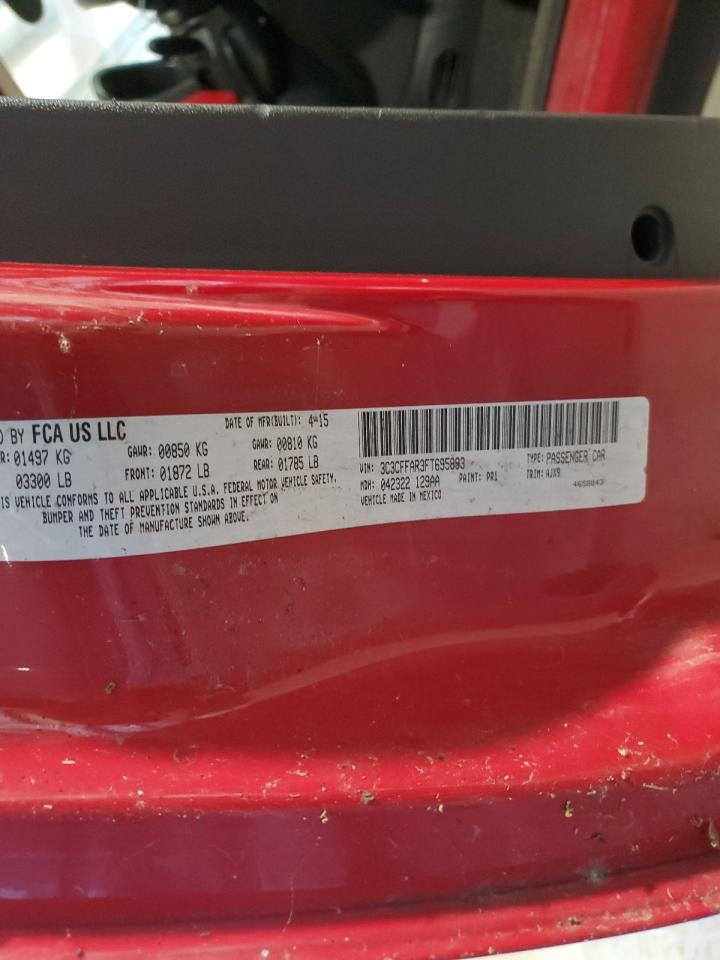 D BY FCA US LLC
DATE OF MFR(BUILT): 4-15
R: 01497 KG
GAWR: 00850 KG
GAWR: 00810 KG
03300 LB
FRONT: 01872 LB
REAR: 01785 LB
IS VEHICLE CONFORMS TO ALL APPLICABLE U.S.A. FEDERAL MOTOR VEHICLE SAFETY,
BUMPER AND THEFT PREVENTION STANDARDS IN EFFECT ON
THE DATE OF MANUFACTURE SHOWN ABOVE.
VIN: 3C3CFFAR3FT695893
TYPE: PASSENGER CAR
MDH: 042322 129AA
PAINT: PR1
TRIM: AJX9
VEHICLE MADE IN MEXICO
4658043